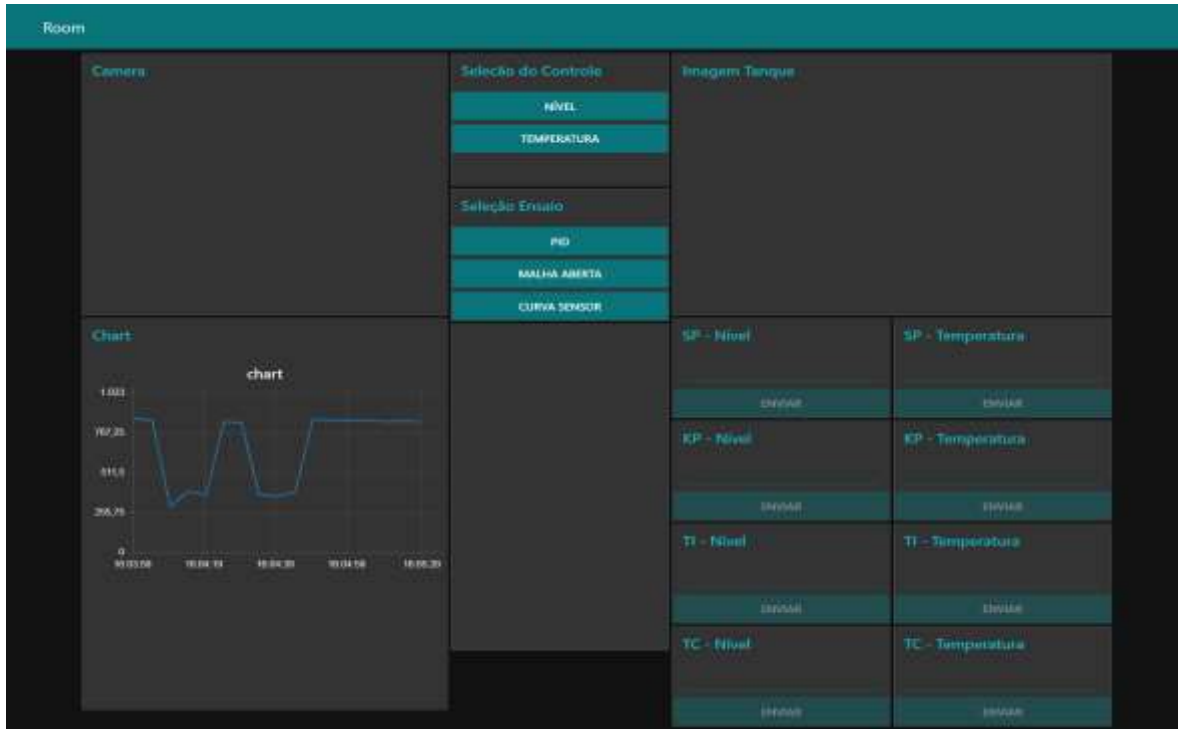 Room
Camera
Seleção do Controle
NÍVEL
TEMPERATURA
Imagem Tanque
Seleção Ensaio
PID
MALHA ABERTA
CURVA SENSOR
Chart
chart
1.023
767,25
511,5
255,75
0
SP - Nível
SP - Temperatura
ENVIAR
ENVIAR
KP - Nível
KP - Temperatura
ENVIAR
ENVIAR
TI - Nível
TI - Temperatura
ENVIAR
ENVIAR
TC - Nível
TC - Temperatura
ENVIAR
ENVIAR